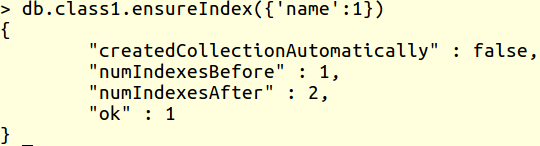 > db.class1.ensureIndex({'name':1})
{
        "createdCollectionAutomatically" : false,
        "numIndexesBefore" : 1,
        "numIndexesAfter" : 2,
        "ok" : 1
} _